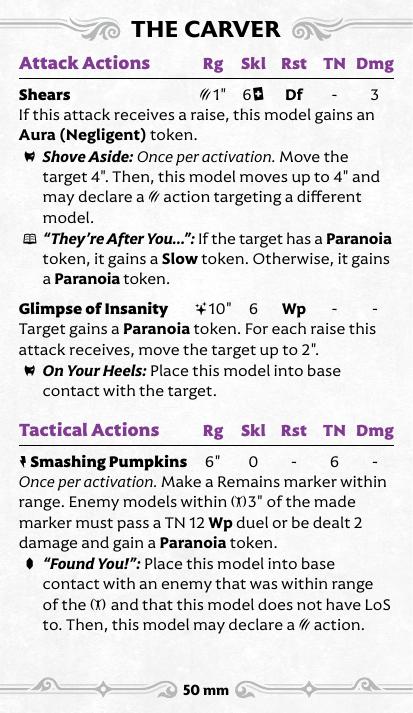 THE CARVER
Attack Actions Rg Skl Rst TN Dmg
Shears 1" 6 Df - 3
If this attack receives a raise, this model gains an
Aura (Negligent) token.
Shove Aside: Once per activation. Move the
target 4". Then, this model moves up to 4" and
may declare a action targeting a different
model.
"They're After You...": If the target has a Paranoia
token, it gains a Slow token. Otherwise, it gains
a Paranoia token.
Glimpse of Insanity 10" 6 Wp - -
Target gains a Paranoia token. For each raise this
attack receives, move the target up to 2".
On Your Heels: Place this model into base
contact with the target.
Tactical Actions Rg Skl Rst TN Dmg
Smashing Pumpkins 6" 0 - 6 -
Once per activation. Make a Remains marker within
range. Enemy models within 3" of the made
marker must pass a TN 12 Wp duel or be dealt 2
damage and gain a Paranoia token.
"Found You!": Place this model into base
contact with an enemy that was within range
of the and that this model does not have LoS
to. Then, this model may declare a action.
50 mm